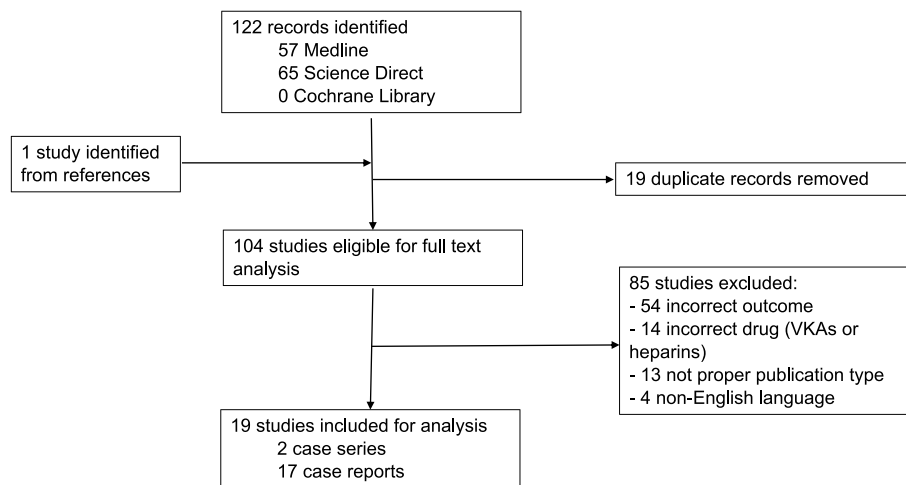 122 records identified
57 Medline
65 Science Direct
0 Cochrane Library
1 study identified
from references
19 duplicate records removed
104 studies eligible for full text
analysis
85 studies excluded:
- 54 incorrect outcome
- 14 incorrect drug (VKAs or
heparins)
- 13 not proper publication type
- 4 non-English language
19 studies included for analysis
2 case series
17 case reports